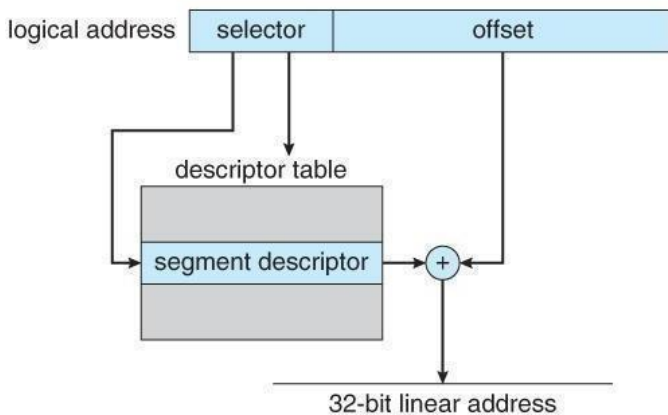 logical address selector offset
descriptor table
segment descriptor +
32-bit linear address